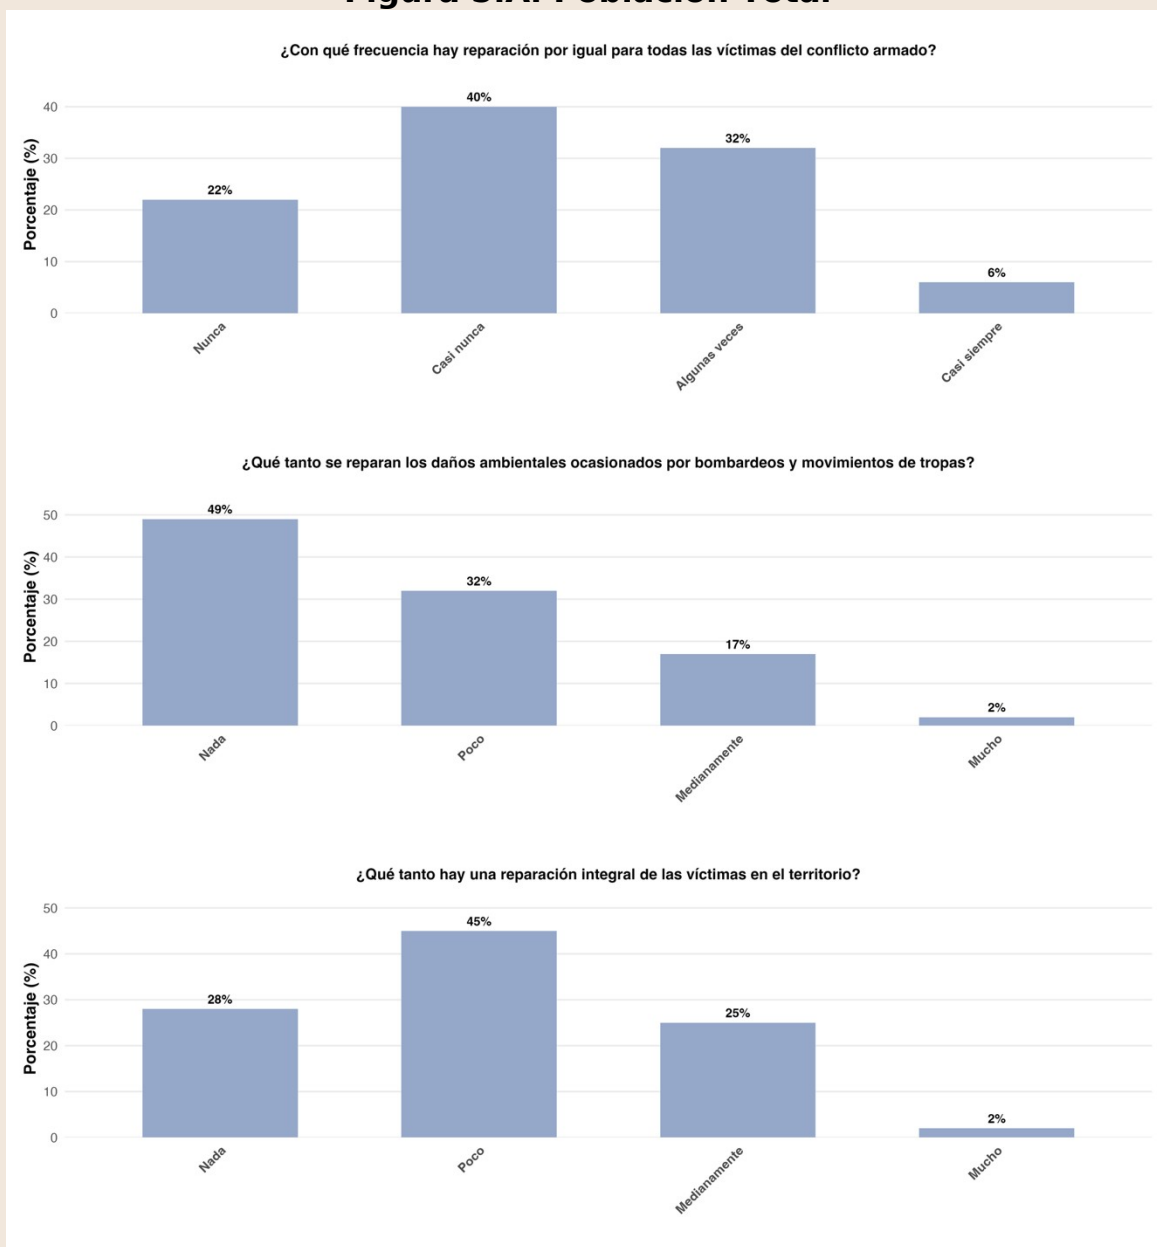 ¿Con qué frecuencia hay reparación por igual para todas las víctimas del conflicto armado?
Porcentaje (%)
40
30
20
10
0
22%
40%
32%
6%
Nunca
Casi nunca
Algunas veces
Casi siempre
¿Qué tanto se reparan los daños ambientales ocasionados por bombardeos y movimientos de tropas?
Porcentaje (%)
50
40
30
20
10
0
49%
32%
17%
2%
Nada
Poco
Medianamente
Mucho
¿Qué tanto hay una reparación integral de las víctimas en el territorio?
Porcentaje (%)
50
40
30
20
10
0
28%
45%
25%
2%
Nada
Poco
Medianamente
Mucho